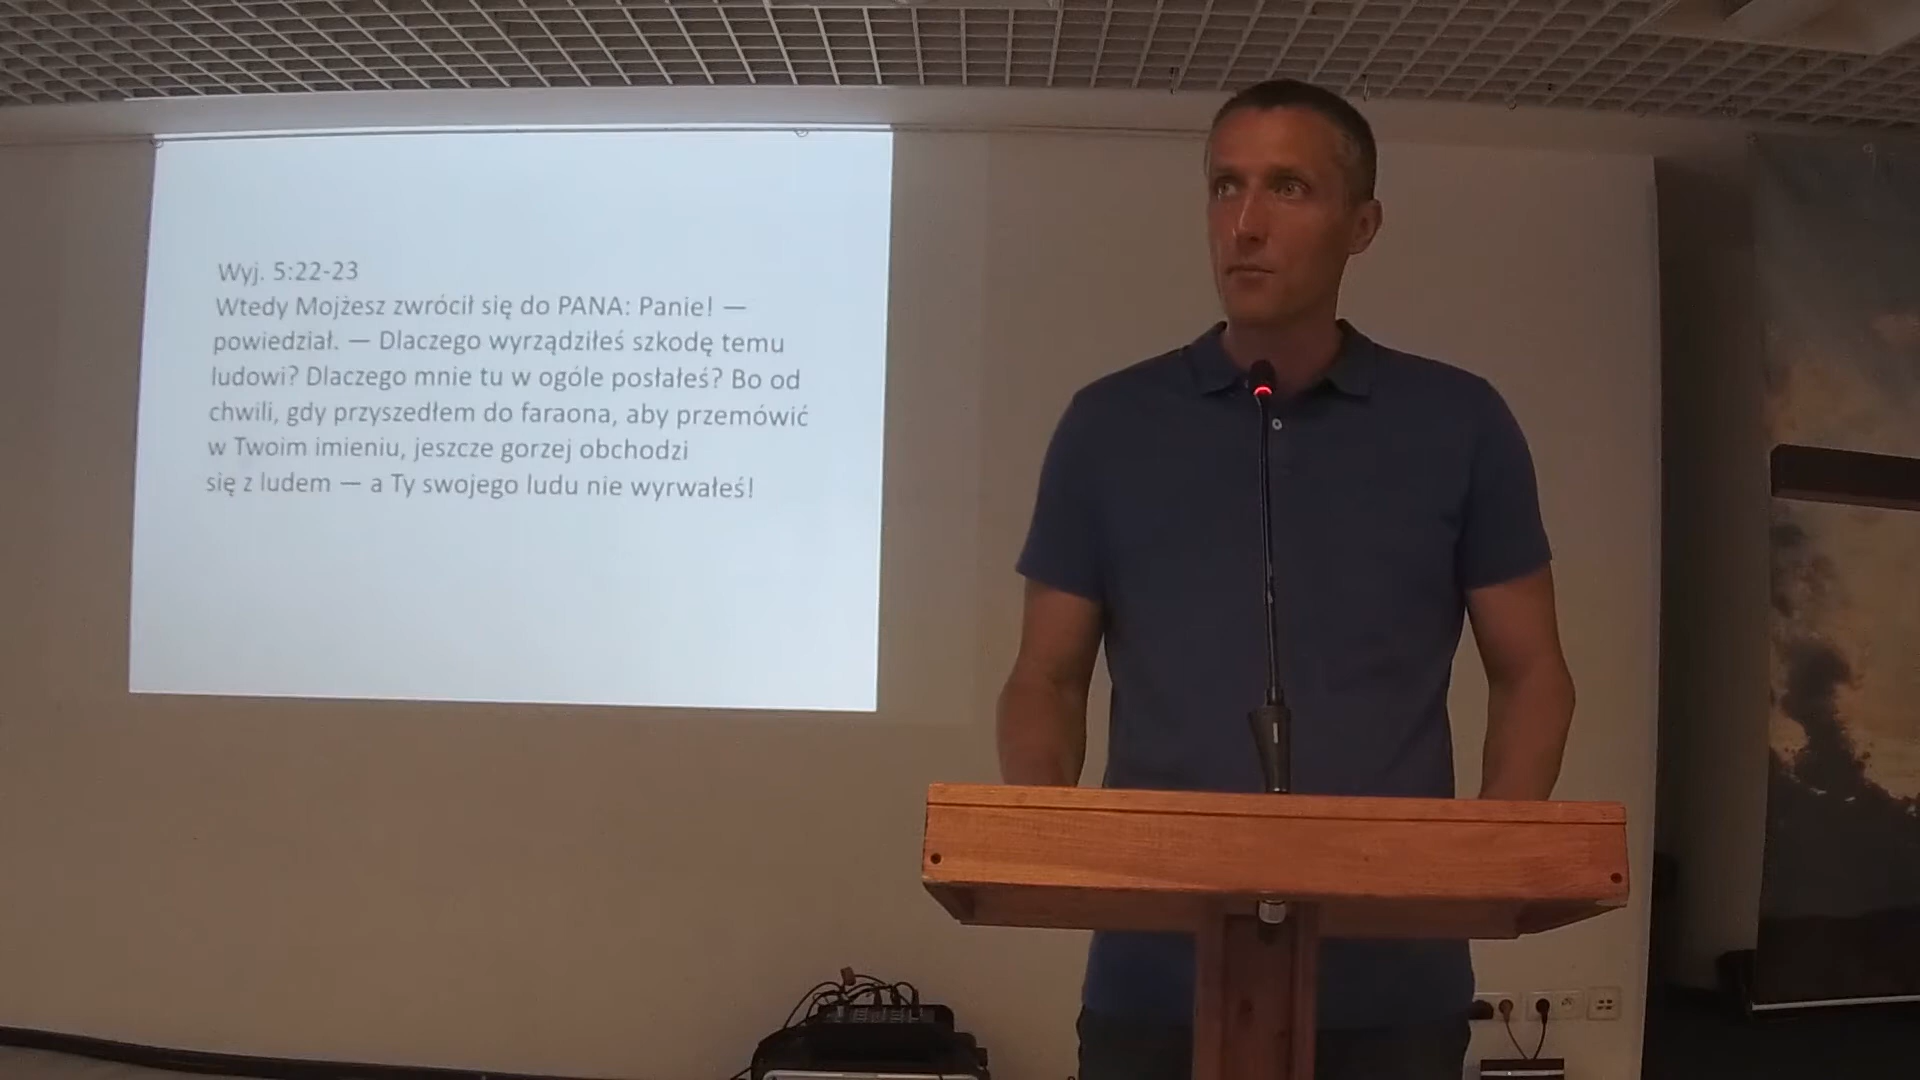 Wyj. 5:22-23
Wtedy Mojżesz zwrócił się do PANA: Panie! —
powiedział. — Dlaczego wyrządziłeś szkodę temu
ludowi? Dlaczego mnie tu w ogóle posłałeś? Bo od
chwili, gdy przyszedłem do faraona, aby przemówić
w Twoim imieniu, jeszcze gorzej obchodzi
się z ludem — a Ty swojego ludu nie wyrwałeś!